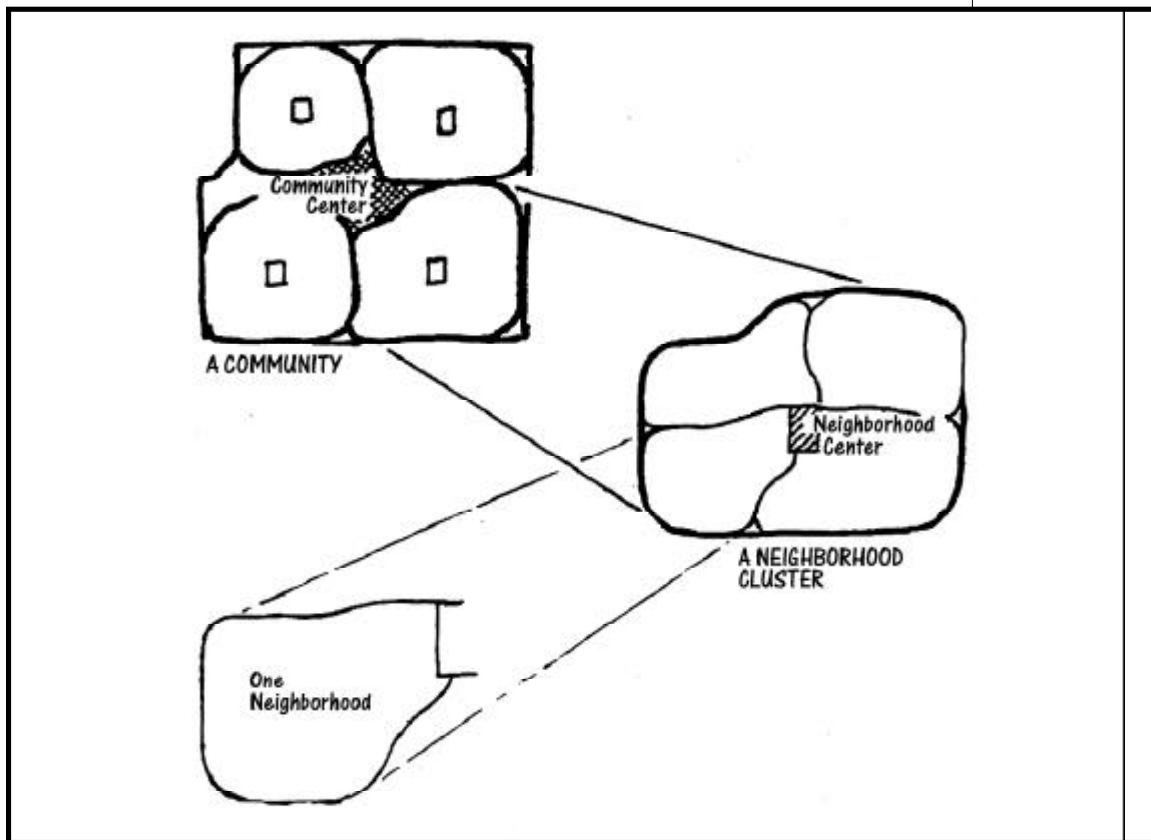 Community
Center
A COMMUNITY
Neighborhood
Center
A NEIGHBORHOOD
CLUSTER
One
Neighborhood